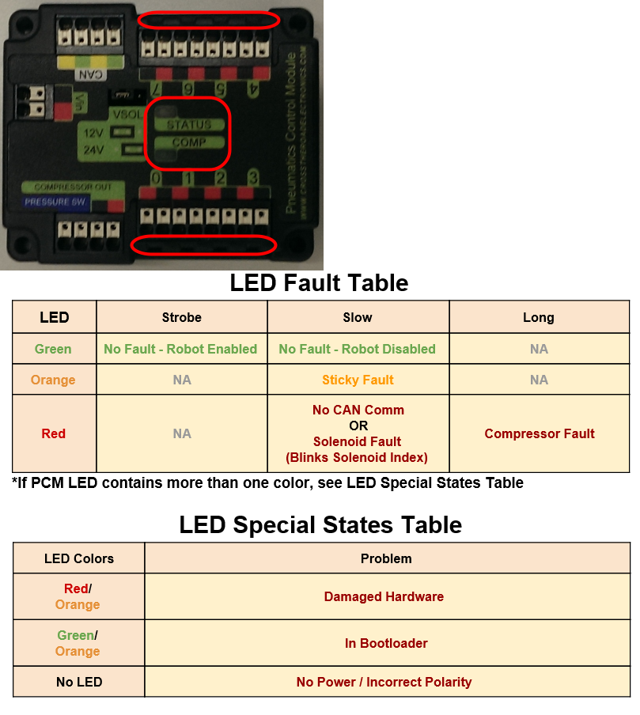 CAN
7 6 5 4
Vin
VSOL
12V
24V
STATUS
COMP
0 1 2 3
COMPRESSOR OUT
PRESSURE SW
Pneumatics Control Module
WWW.CROSSTHEROADELECTRONICS.COM
LED Fault Table
LED Strobe Slow Long
Green No Fault - Robot Enabled No Fault - Robot Disabled NA
Orange NA Sticky Fault NA
Red NA No CAN Comm
OR
Solenoid Fault
(Blinks Solenoid Index)
Compressor Fault
*If PCM LED contains more than one color, see LED Special States Table
LED Special States Table
LED Colors Problem
Red/
Orange
Damaged Hardware
Green/
Orange
In Bootloader
No LED No Power / Incorrect Polarity